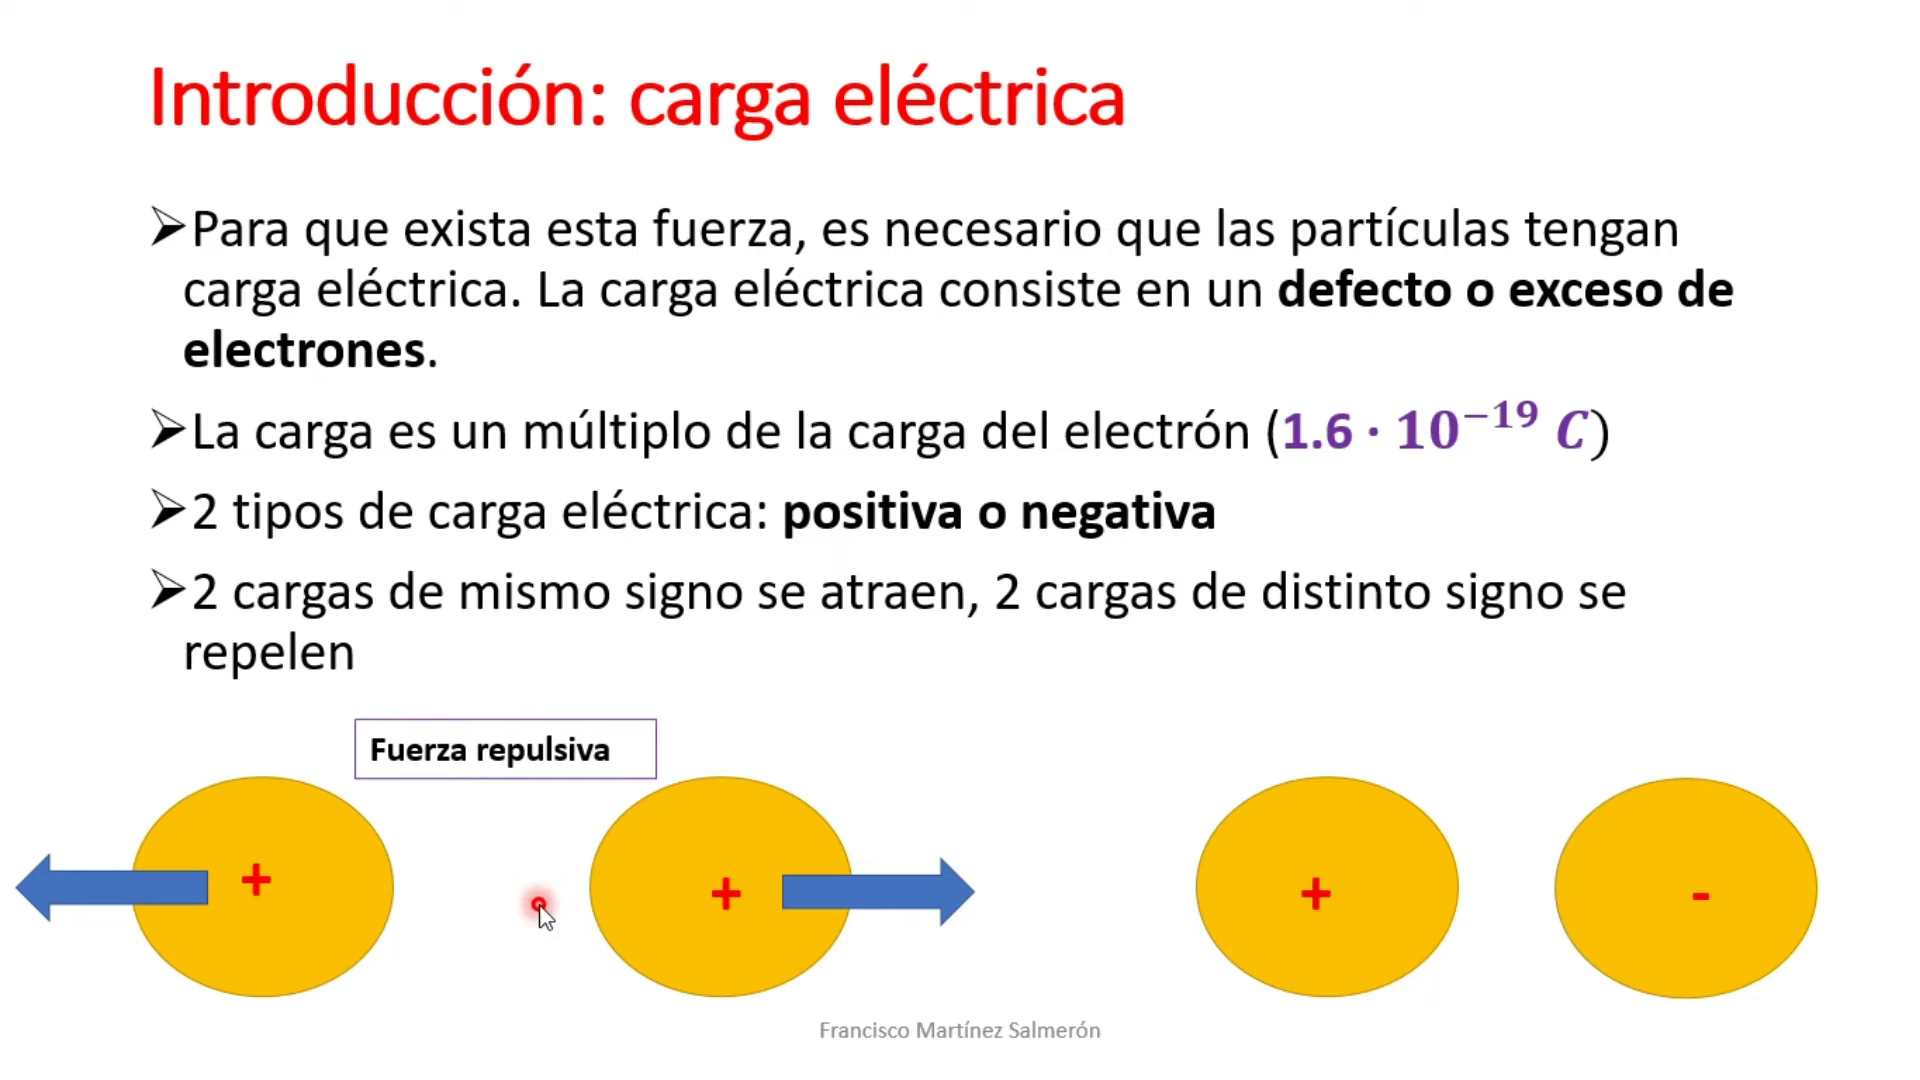 Introducción: carga eléctrica
➢Para que exista esta fuerza, es necesario que las partículas tengan
carga eléctrica. La carga eléctrica consiste en un defecto o exceso de
electrones.
➢La carga es un múltiplo de la carga del electrón (1.6 · 10⁻¹⁹ C)
➢2 tipos de carga eléctrica: positiva o negativa
➢2 cargas de mismo signo se atraen, 2 cargas de distinto signo se
repelen
Fuerza repulsiva
+ + + -
Francisco Martínez Salmerón